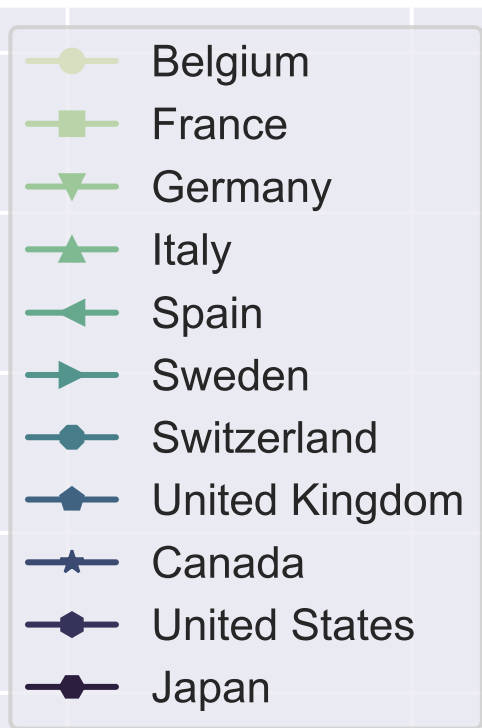 Belgium
France
Germany
Italy
Spain
Sweden
Switzerland
United Kingdom
Canada
United States
Japan